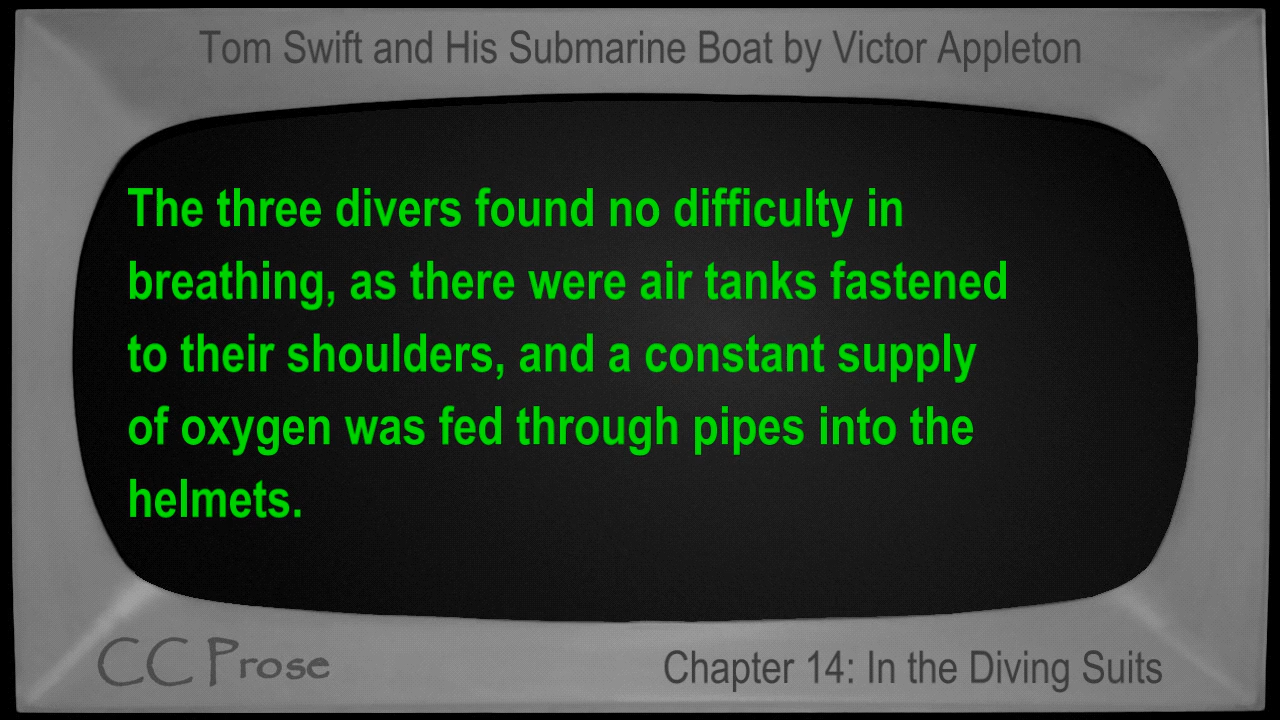 Tom Swift and His Submarine Boat by Victor Appleton
The three divers found no difficulty in
breathing, as there were air tanks fastened
to their shoulders, and a constant supply
of oxygen was fed through pipes into the
helmets.
CC Prose
Chapter 14: In the Diving Suits